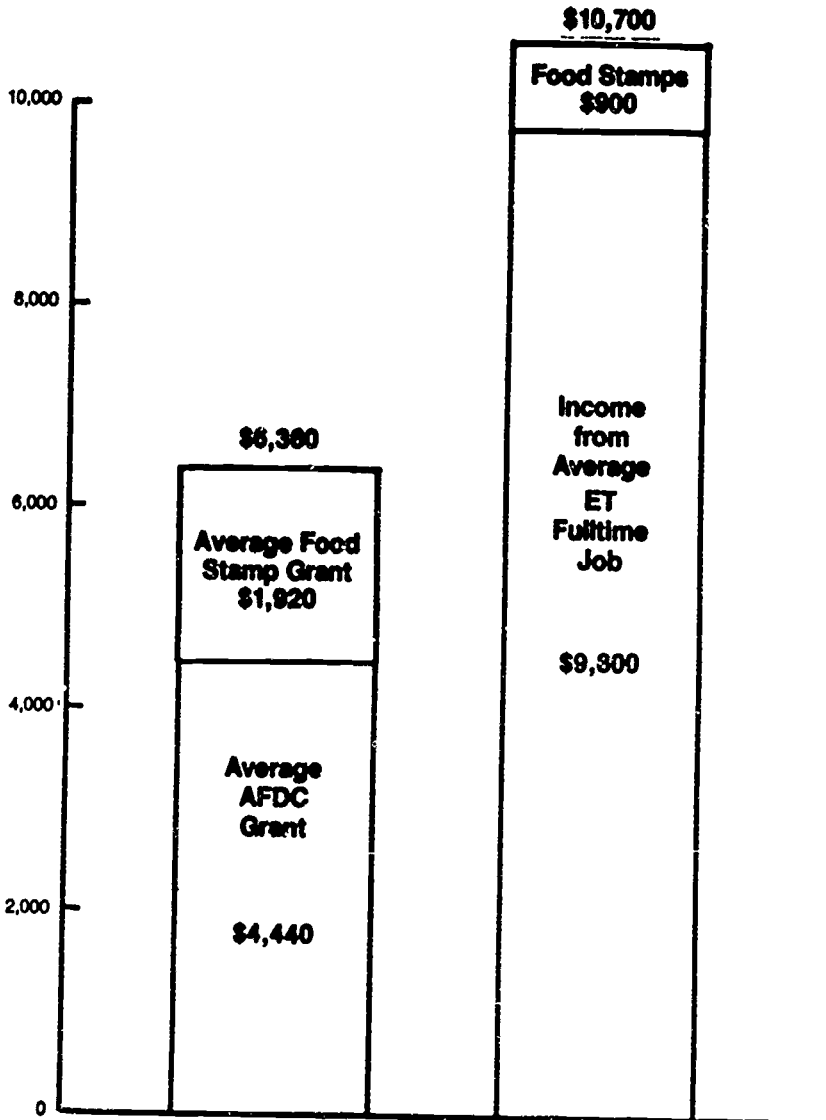 $10,700
Food Stamps
$900
10,000
8,000
Income
from
Average
ET
Fulltime
Job
$9,800
$6,360
6,000
Average Food
Stamp Grant
$1,920
4,000
Average
AFDC
Grant
$4,440
2,000
0